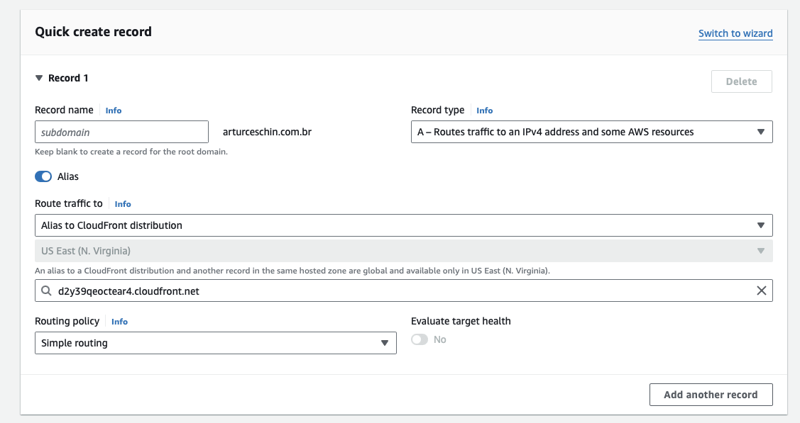 Quick create record
Switch to wizard
Record 1
Delete
Record name Info
Record type Info
subdomain
arturceschin.com.br
A – Routes traffic to an IPv4 address and some AWS resources
Keep blank to create a record for the root domain.
Alias
Route traffic to Info
Alias to CloudFront distribution
US East (N. Virginia)
An alias to a CloudFront distribution and another record in the same hosted zone are global and available only in US East (N. Virginia).
d2y39qeoctear4.cloudfront.net
Routing policy Info
Evaluate target health
Simple routing
No
Add another record